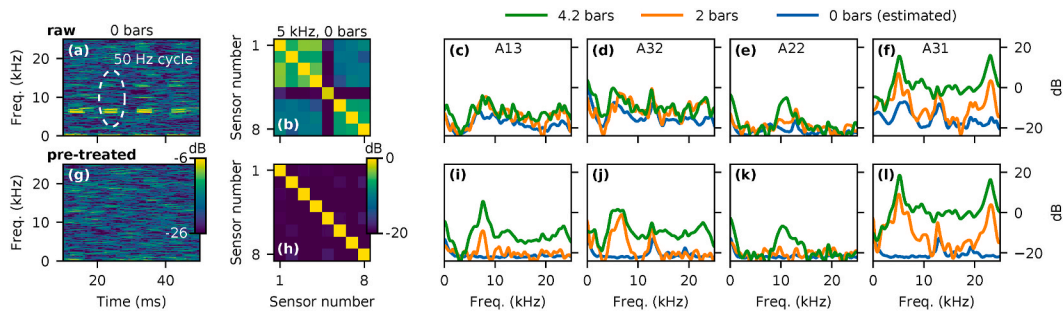 4.2 bars 2 bars 0 bars (estimated)
raw 0 bars 5 kHz, 0 bars
(a) 50 Hz cycle
Freq. (kHz)
20
10
0
Sensor number
1
8
(b)
(c) A13
(d) A32
(e) A22
(f) A31
20
0
−20
dB
pre-treated
(g)
Freq. (kHz)
20
10
0
20 40
Time (ms)
dB
-6
-26
Sensor number
1
8
(h)
1 8
Sensor number
dB
0
-20
(i)
(j)
(k)
(l)
20
0
−20
dB
0 10 20
Freq. (kHz)
0 10 20
Freq. (kHz)
0 10 20
Freq. (kHz)
0 10 20
Freq. (kHz)